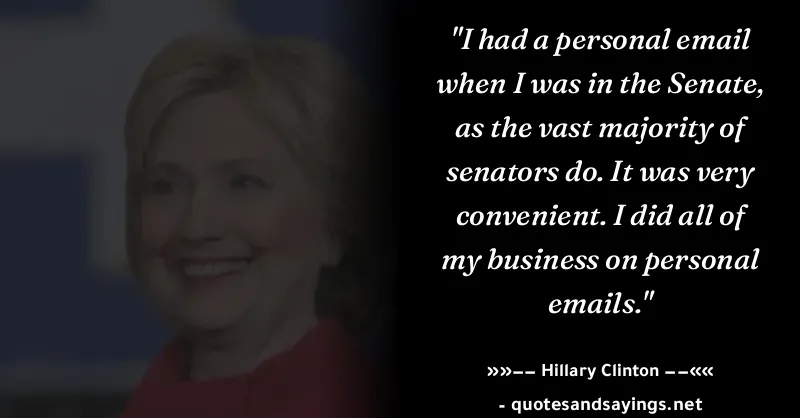 "I had a personal email
when I was in the Senate,
as the vast majority of
senators do. It was very
convenient. I did all of
my business on personal
emails."
»»—— Hillary Clinton ——««
- quotesandsayings.net